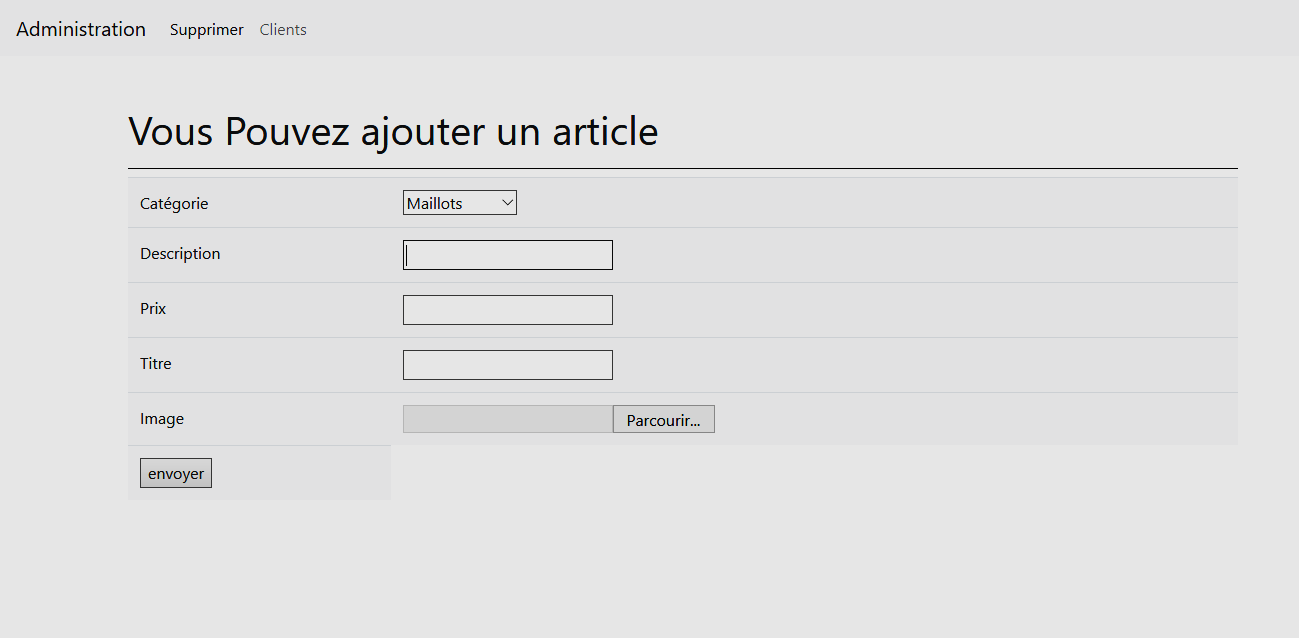 Administration Supprimer Clients
Vous Pouvez ajouter un article
Catégorie Maillots
Description
Prix
Titre
Image Parcourir...
envoyer